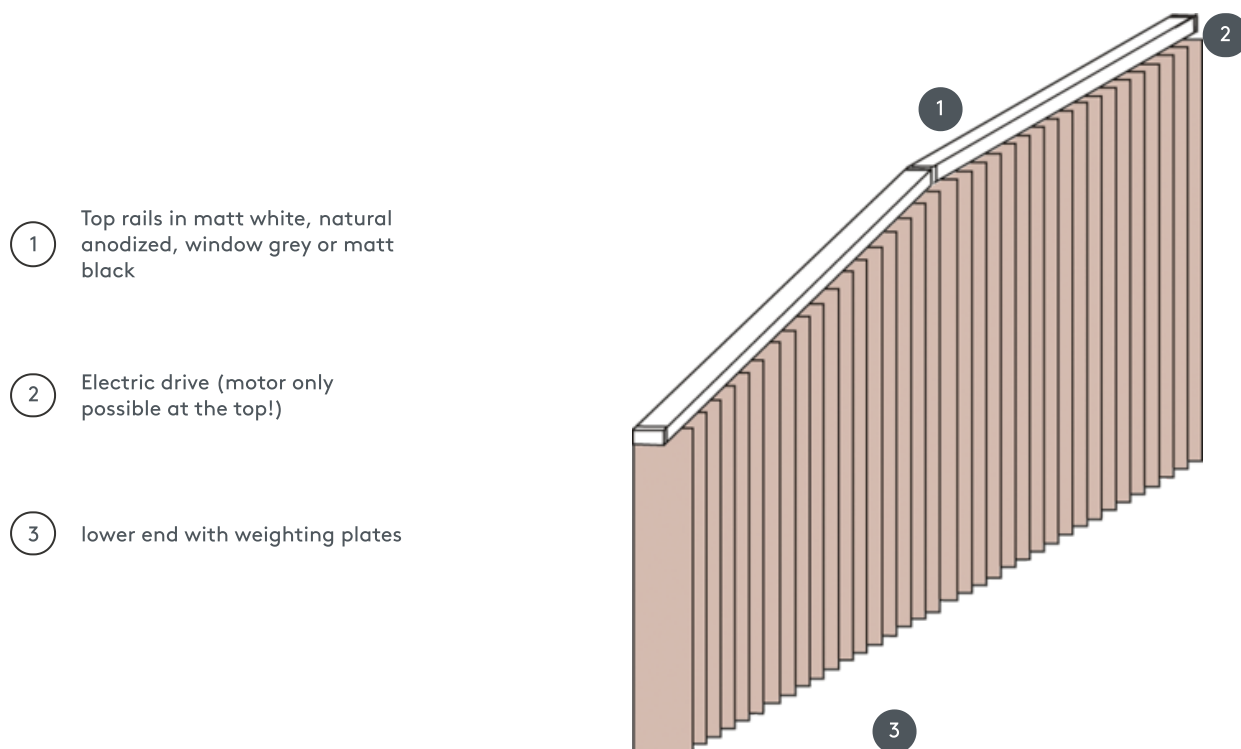 1
Top rails in matt white, natural
anodized, window grey or matt
black
2
Electric drive (motor only
possible at the top!)
3
lower end with weighting plates
2
1
3